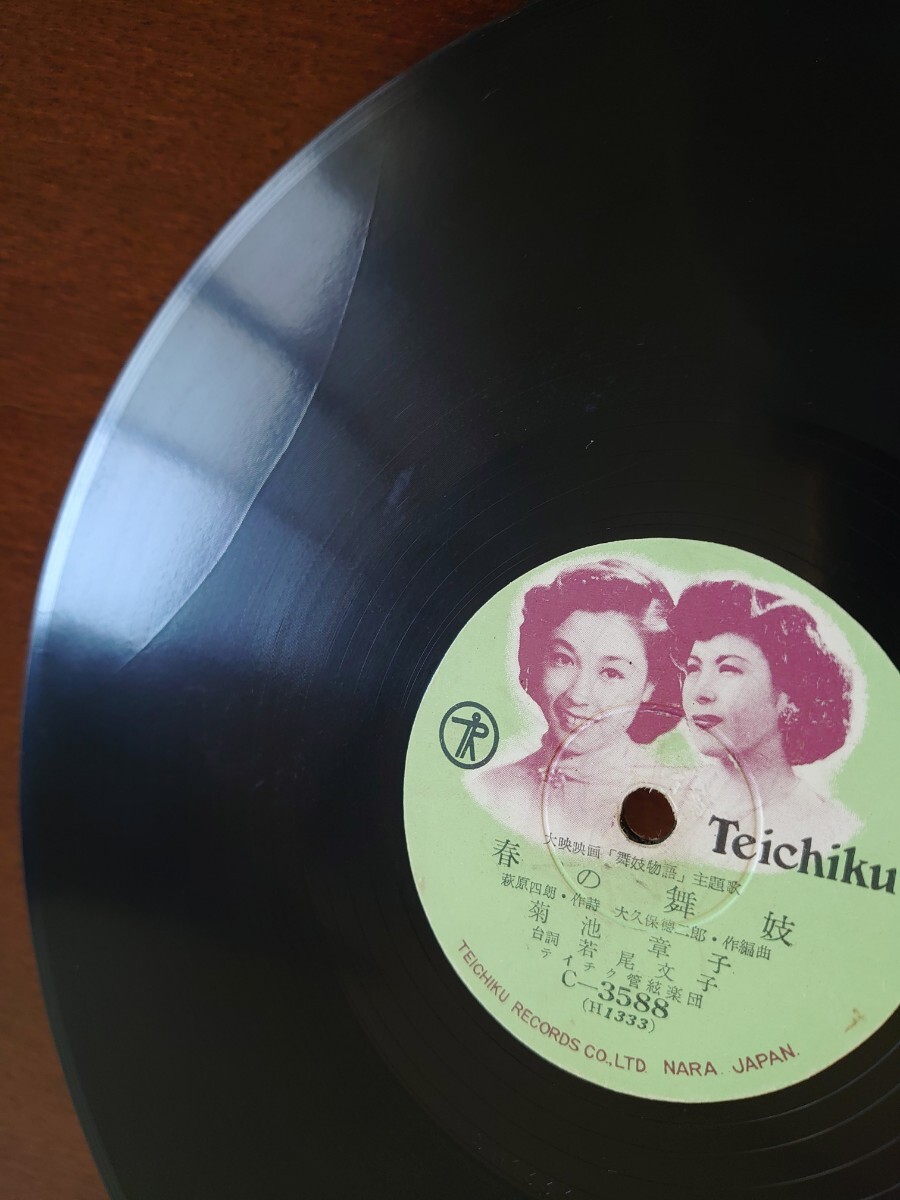 Teichiku
大映映画「舞妓物語」主題歌
春の舞妓
萩原四朗・作詩 大久保徳二郎・作編曲
菊池章子
台詞 若尾文子
テイチク管絃楽団
C-3588
(H1333)
TEICHIKU RECORDS CO.,LTD. NARA. JAPAN.